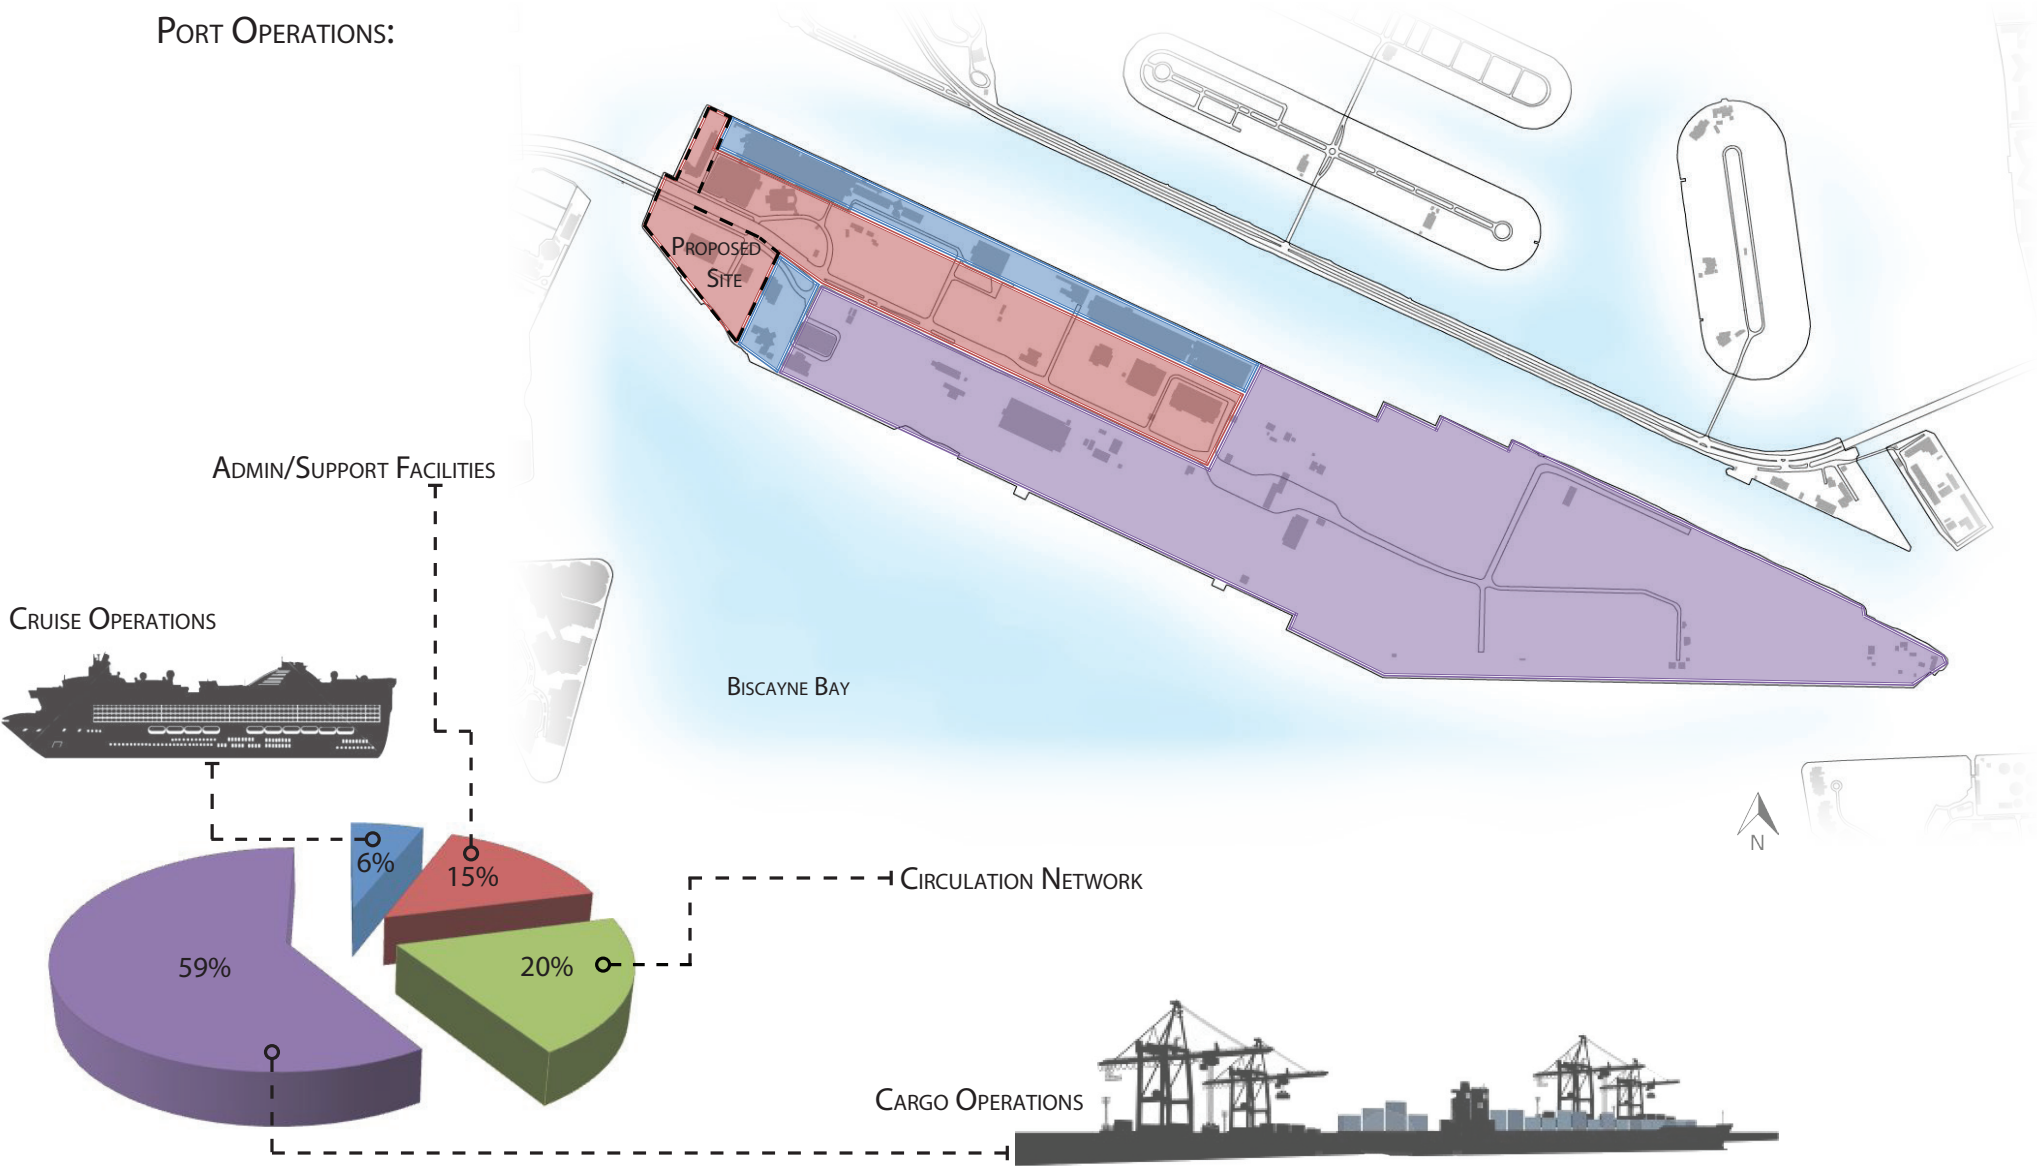 Port Operations:
Proposed
Site
Admin/Support Facilities
Cruise Operations
Biscayne Bay
N
6%
15%
Circulation Network
59%
20%
Cargo Operations